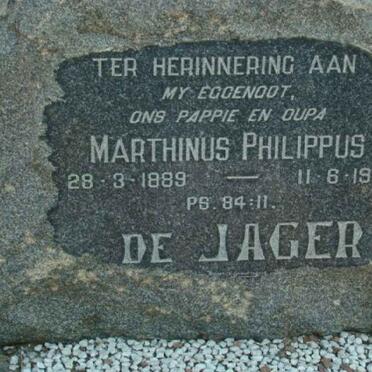 TER HERINNERING AAN
MY EGGENOOT,
ONS PAPPIE EN OUPA
MARTHINUS PHILIPPUS
28-3-1889 — 11-6-19
PS. 84:11.
DE JAGER